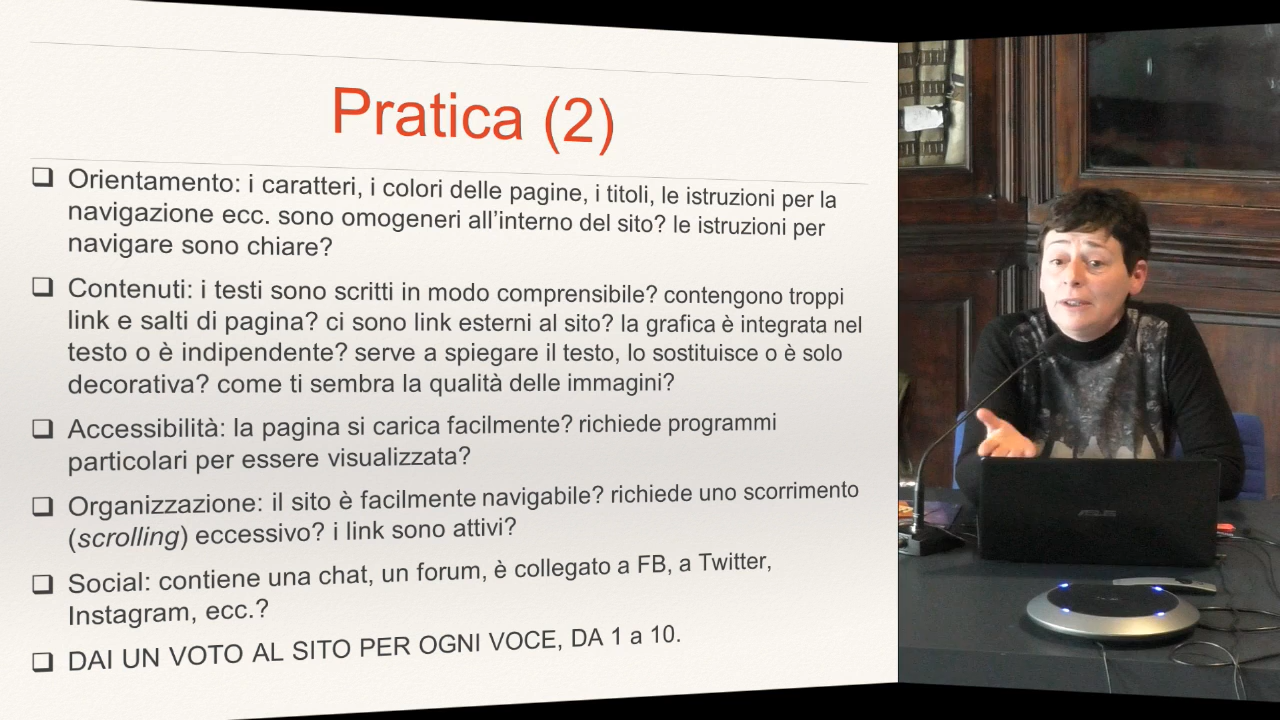 Pratica (2)
Orientamento: i caratteri, i colori delle pagine, i titoli, le istruzioni per la
navigazione ecc. sono omogeneri all’interno del sito? le istruzioni per
navigare sono chiare?
Contenuti: i testi sono scritti in modo comprensibile? contengono troppi
link e salti di pagina? ci sono link esterni al sito? la grafica è integrata nel
testo o è indipendente? serve a spiegare il testo, lo sostituisce o è solo
decorativa? come ti sembra la qualità delle immagini?
Accessibilità: la pagina si carica facilmente? richiede programmi
particolari per essere visualizzata?
Organizzazione: il sito è facilmente navigabile? richiede uno scorrimento
(scrolling) eccessivo? i link sono attivi?
Social: contiene una chat, un forum, è collegato a FB, a Twitter,
Instagram, ecc.?
DAI UN VOTO AL SITO PER OGNI VOCE, DA 1 a 10.
ASUS